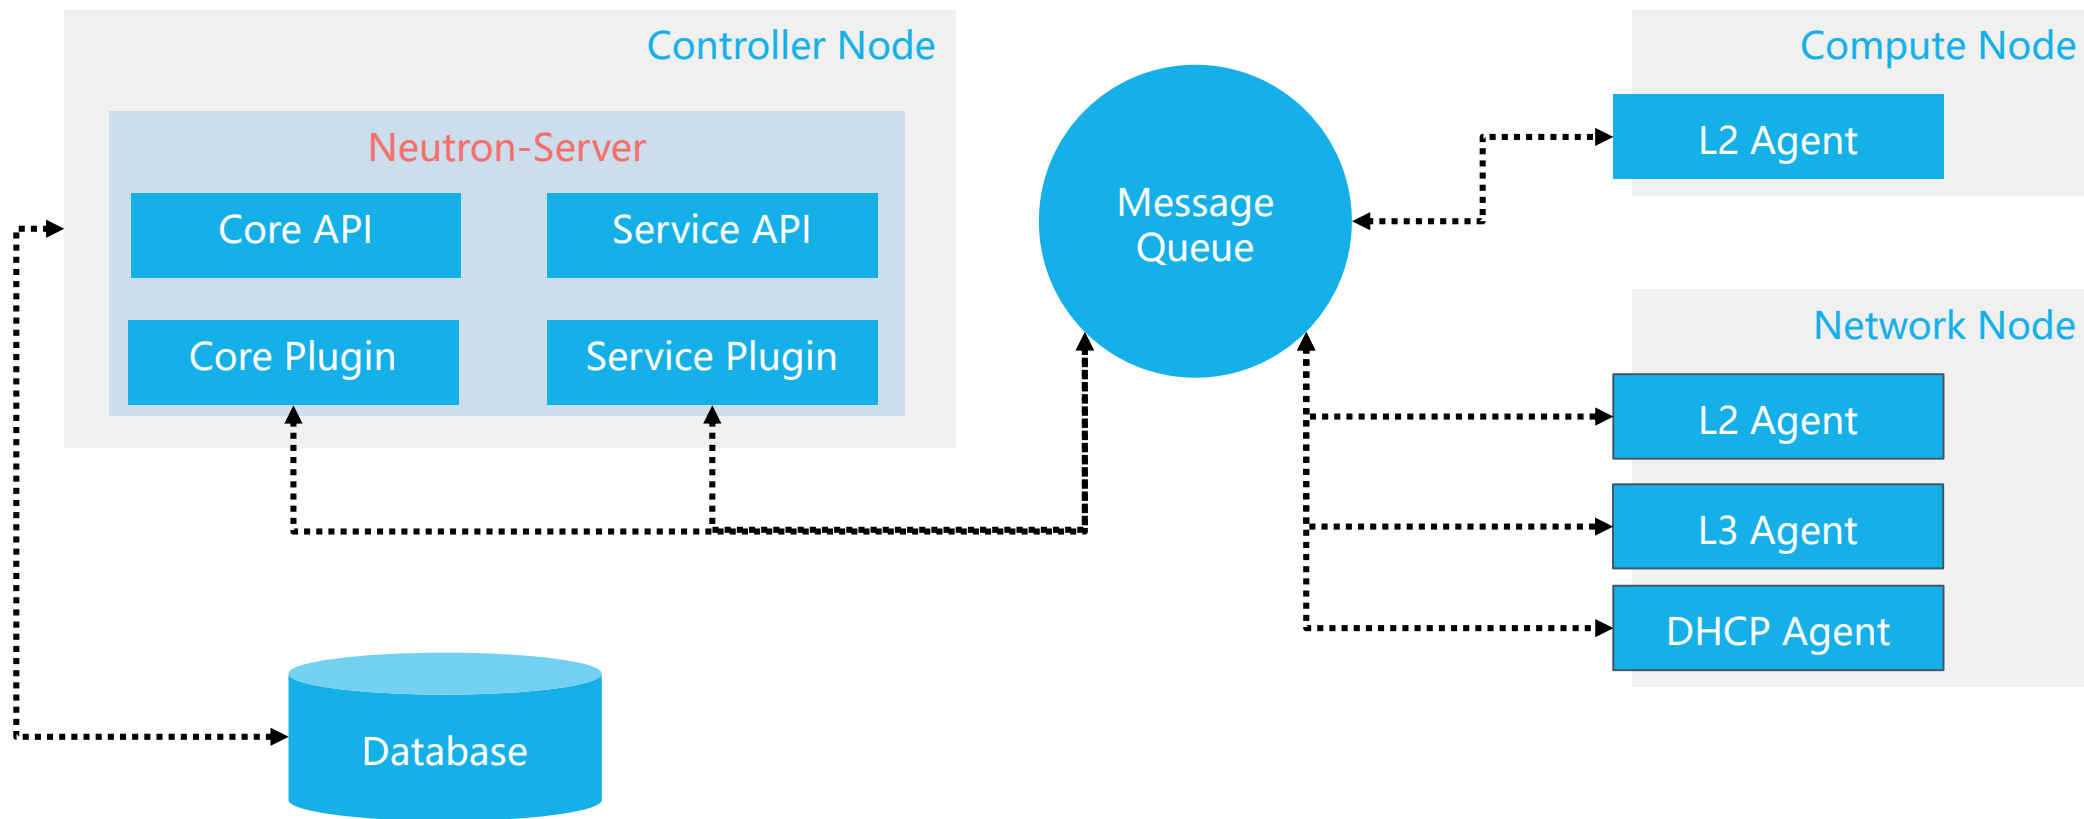 Controller Node
Neutron-Server
Core API
Service API
Core Plugin
Service Plugin
Message
Queue
Compute Node
L2 Agent
Network Node
L2 Agent
L3 Agent
DHCP Agent
Database